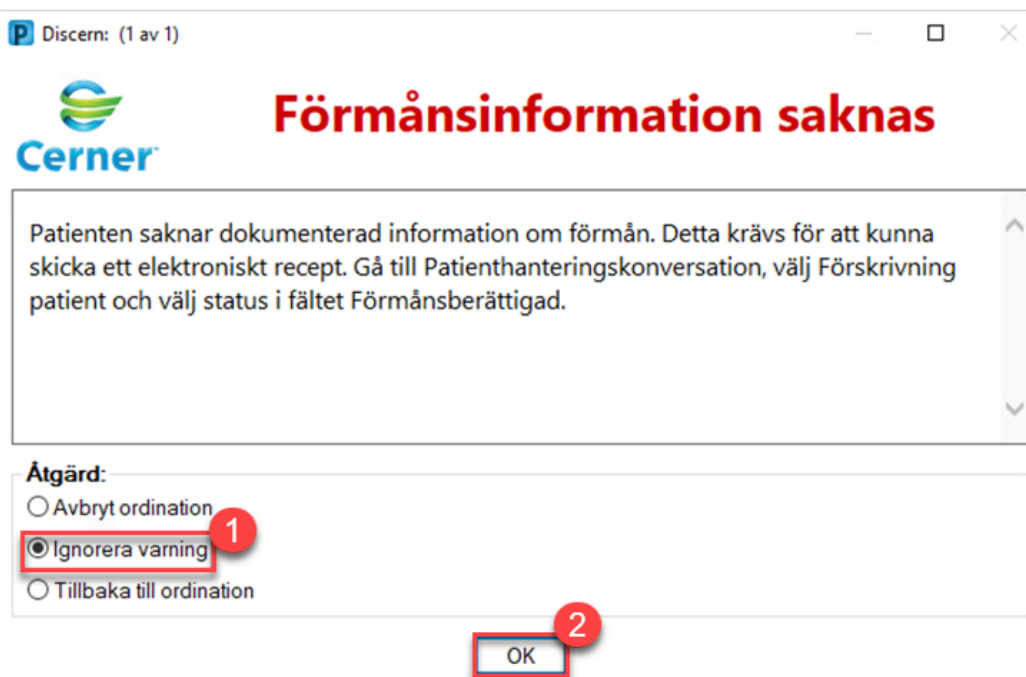 Discern: (1 av 1)
Cerner
Förmånsinformation saknas
Patienten saknar dokumenterad information om förmån. Detta krävs för att kunna
skicka ett elektroniskt recept. Gå till Patienthanteringskonversation, välj Förskrivning
patient och välj status i fältet Förmånsberättigad.
Åtgärd:
Avbryt ordination
1
Ignorera varning
Tillbaka till ordination
2
OK